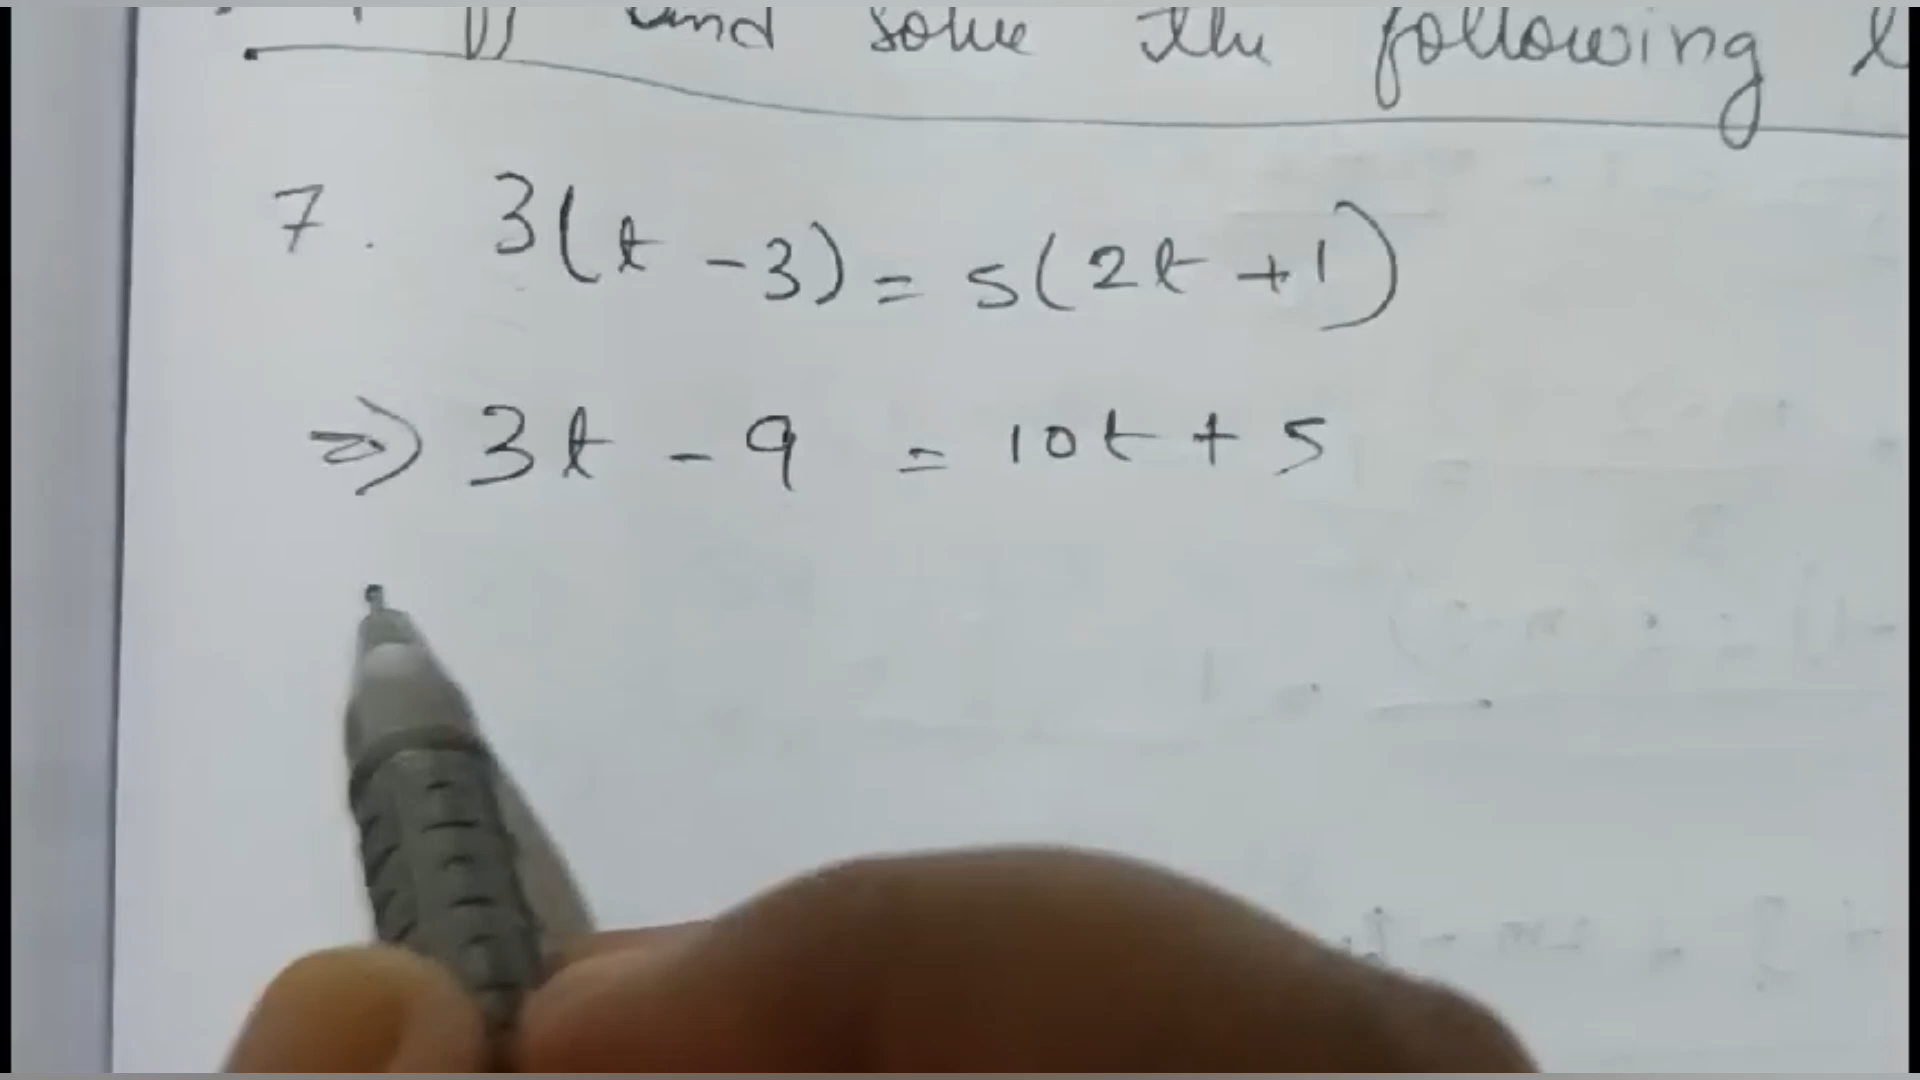 and solve the following
7. 3(t - 3) = 5(2t + 1)
⇒ 3t - 9 = 10t + 5